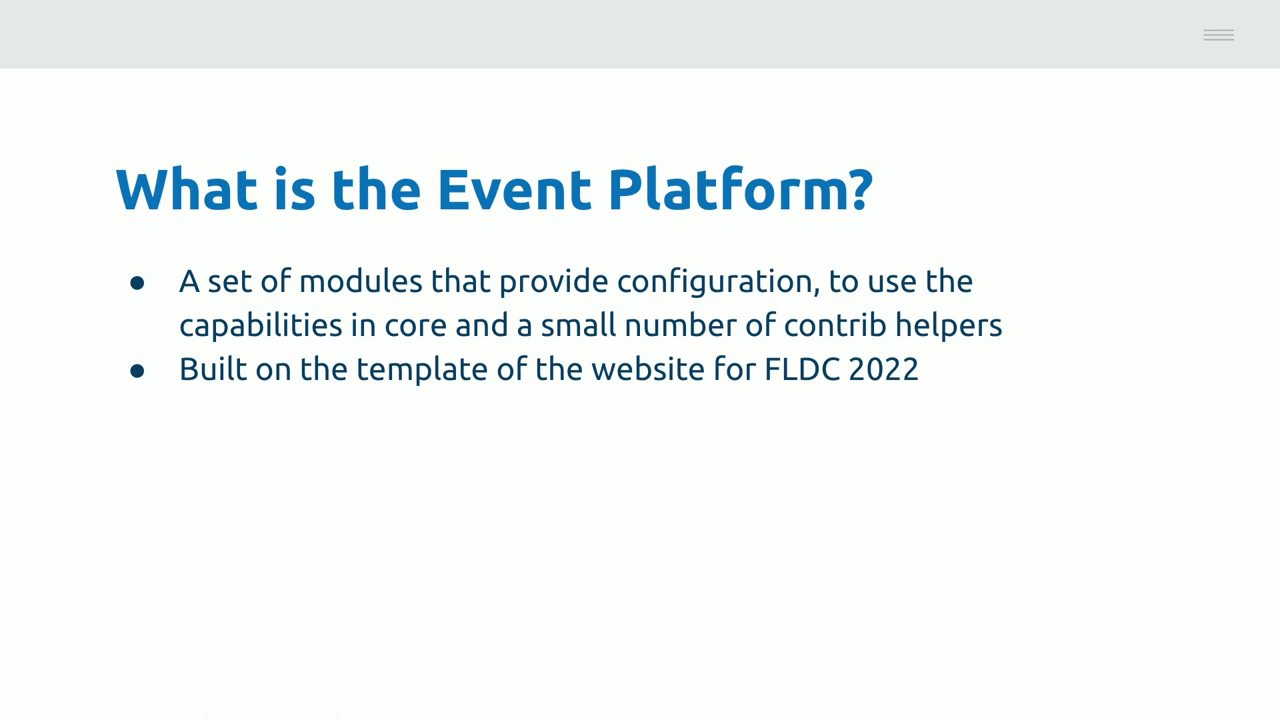 What is the Event Platform?
● A set of modules that provide configuration, to use the
capabilities in core and a small number of contrib helpers
● Built on the template of the website for FLDC 2022